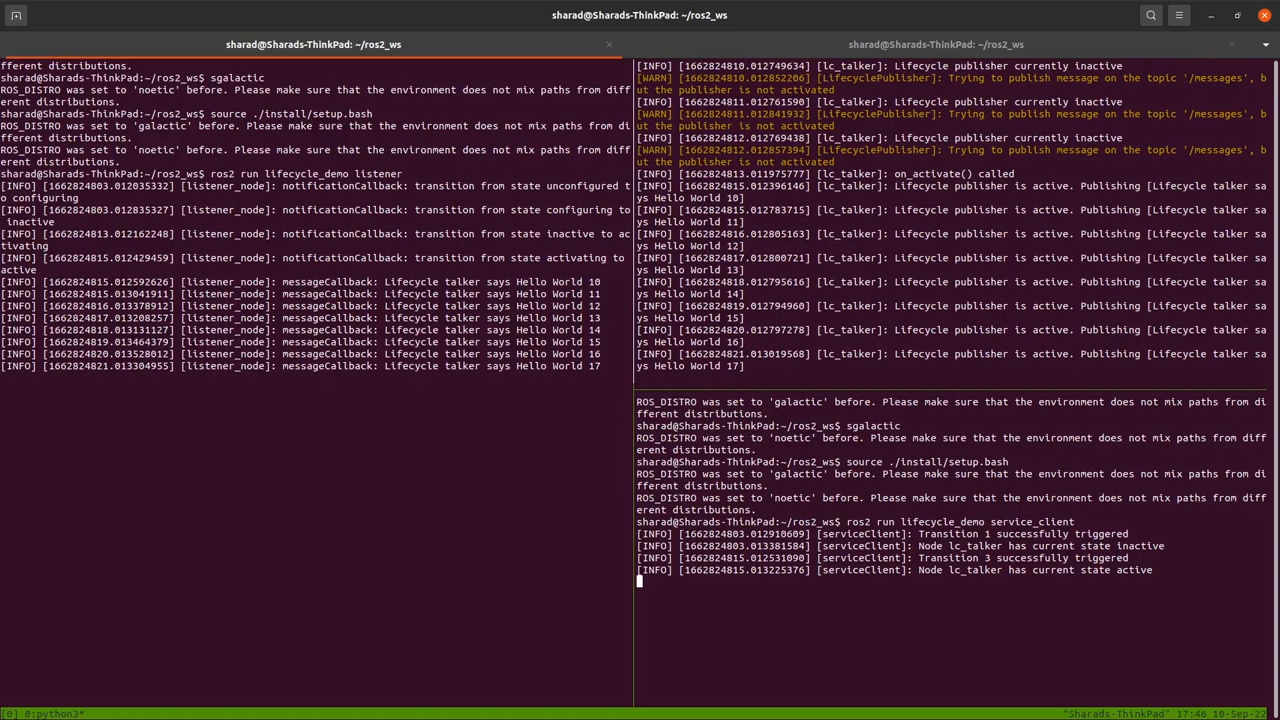 sharad@Sharads-ThinkPad: ~/ros2_ws
sharad@Sharads-ThinkPad: ~/ros2_ws
sharad@Sharads-ThinkPad: ~/ros2_ws
fferent distributions.
sharad@Sharads-ThinkPad:~/ros2_ws$ sgalactic
ROS_DISTRO was set to 'noetic' before. Please make sure that the environment does not mix paths from diff
erent distributions.
sharad@Sharads-ThinkPad:~/ros2_ws$ source ./install/setup.bash
ROS_DISTRO was set to 'galactic' before. Please make sure that the environment does not mix paths from di
fferent distributions.
ROS_DISTRO was set to 'noetic' before. Please make sure that the environment does not mix paths from diff
erent distributions.
sharad@Sharads-ThinkPad:~/ros2_ws$ ros2 run lifecycle_demo listener
[INFO] [1662824803.012035332] [listener_node]: notificationCallback: transition from state unconfigured t
o configuring
[INFO] [1662824803.012835327] [listener_node]: notificationCallback: transition from state configuring to
 inactive
[INFO] [1662824813.012162248] [listener_node]: notificationCallback: transition from state inactive to ac
tivating
[INFO] [1662824815.012429459] [listener_node]: notificationCallback: transition from state activating to
active
[INFO] [1662824815.012592626] [listener_node]: messageCallback: Lifecycle talker says Hello World 10
[INFO] [1662824815.013041911] [listener_node]: messageCallback: Lifecycle talker says Hello World 11
[INFO] [1662824816.013378912] [listener_node]: messageCallback: Lifecycle talker says Hello World 12
[INFO] [1662824817.013208257] [listener_node]: messageCallback: Lifecycle talker says Hello World 13
[INFO] [1662824818.013131127] [listener_node]: messageCallback: Lifecycle talker says Hello World 14
[INFO] [1662824819.013464379] [listener_node]: messageCallback: Lifecycle talker says Hello World 15
[INFO] [1662824820.013528012] [listener_node]: messageCallback: Lifecycle talker says Hello World 16
[INFO] [1662824821.013304955] [listener_node]: messageCallback: Lifecycle talker says Hello World 17
[INFO] [1662824810.012749634] [lc_talker]: Lifecycle publisher currently inactive
[WARN] [1662824810.012852206] [LifecyclePublisher]: Trying to publish message on the topic '/messages', b
ut the publisher is not activated
[INFO] [1662824811.012761590] [lc_talker]: Lifecycle publisher currently inactive
[WARN] [1662824811.012841932] [LifecyclePublisher]: Trying to publish message on the topic '/messages', b
ut the publisher is not activated
[INFO] [1662824812.012769438] [lc_talker]: Lifecycle publisher currently inactive
[WARN] [1662824812.012857394] [LifecyclePublisher]: Trying to publish message on the topic '/messages', b
ut the publisher is not activated
[INFO] [1662824813.011975777] [lc_talker]: on_activate() called
[INFO] [1662824815.012396146] [lc_talker]: Lifecycle publisher is active. Publishing [Lifecycle talker sa
ys Hello World 10]
[INFO] [1662824815.012783715] [lc_talker]: Lifecycle publisher is active. Publishing [Lifecycle talker sa
ys Hello World 11]
[INFO] [1662824816.012805163] [lc_talker]: Lifecycle publisher is active. Publishing [Lifecycle talker sa
ys Hello World 12]
[INFO] [1662824817.012800721] [lc_talker]: Lifecycle publisher is active. Publishing [Lifecycle talker sa
ys Hello World 13]
[INFO] [1662824818.012795616] [lc_talker]: Lifecycle publisher is active. Publishing [Lifecycle talker sa
ys Hello World 14]
[INFO] [1662824819.012794960] [lc_talker]: Lifecycle publisher is active. Publishing [Lifecycle talker sa
ys Hello World 15]
[INFO] [1662824820.012797278] [lc_talker]: Lifecycle publisher is active. Publishing [Lifecycle talker sa
ys Hello World 16]
[INFO] [1662824821.013019568] [lc_talker]: Lifecycle publisher is active. Publishing [Lifecycle talker sa
ys Hello World 17]
ROS_DISTRO was set to 'galactic' before. Please make sure that the environment does not mix paths from di
fferent distributions.
sharad@Sharads-ThinkPad:~/ros2_ws$ sgalactic
ROS_DISTRO was set to 'noetic' before. Please make sure that the environment does not mix paths from diff
erent distributions.
sharad@Sharads-ThinkPad:~/ros2_ws$ source ./install/setup.bash
ROS_DISTRO was set to 'galactic' before. Please make sure that the environment does not mix paths from di
fferent distributions.
ROS_DISTRO was set to 'noetic' before. Please make sure that the environment does not mix paths from diff
erent distributions.
sharad@Sharads-ThinkPad:~/ros2_ws$ ros2 run lifecycle_demo service_client
[INFO] [1662824803.012910609] [serviceClient]: Transition 1 successfully triggered
[INFO] [1662824803.013381584] [serviceClient]: Node lc_talker has current state inactive
[INFO] [1662824815.012531090] [serviceClient]: Transition 3 successfully triggered
[INFO] [1662824815.013225376] [serviceClient]: Node lc_talker has current state active
[0] 0:python3*
"Sharads-ThinkPad" 17:46 10-Sep-22